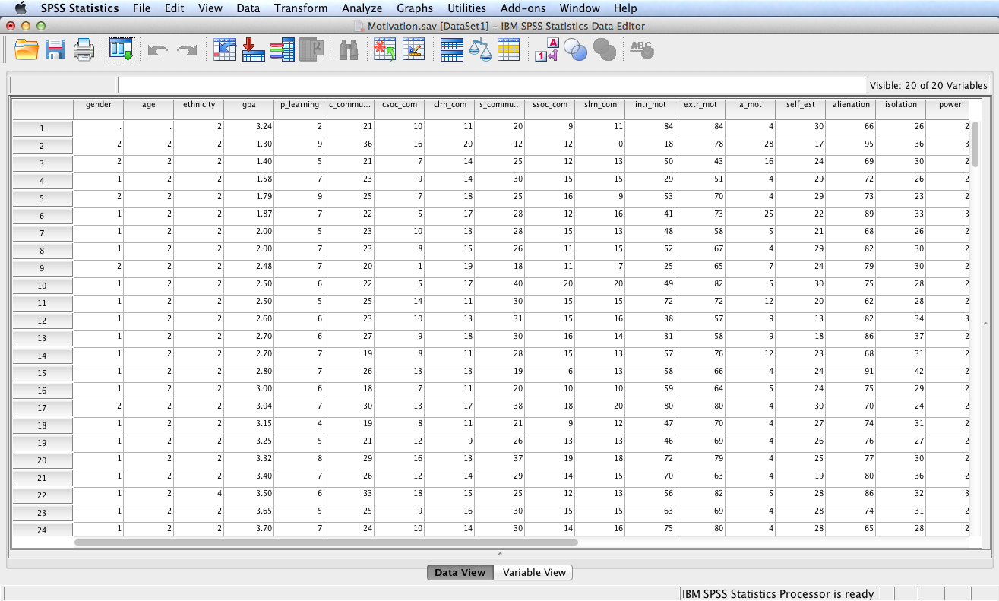 SPSS Statistics File Edit View Data Transform Analyze Graphs Utilities Add-ons Window Help
Motivation.sav [DataSet1] – IBM SPSS Statistics Data Editor
A
1
ABC
Visible: 20 of 20 Variables
gender age ethnicity gpa p_learning c_commu... csoc_com clrn_com s_commu... ssoc_com slrn_com intr_mot extr_mot a_mot self_est alienation isolation powerl
1 . . 2 3.24 2 21 10 11 20 9 11 84 84 4 30 66 26 2
2 2 2 2 1.30 9 36 16 20 12 12 0 18 78 28 17 95 36 3
3 2 2 2 1.40 5 21 7 14 25 12 13 50 43 16 24 69 30 2
4 1 2 2 1.58 7 23 9 14 30 15 15 29 51 4 29 72 26 2
5 2 2 2 1.79 9 25 7 18 25 16 9 53 70 4 29 73 23 2
6 1 2 2 1.87 7 22 5 17 28 12 16 41 73 25 22 89 33 3
7 1 2 2 2.00 5 23 10 13 28 15 13 48 58 5 21 68 26 2
8 1 2 2 2.00 7 23 8 15 26 11 15 52 67 4 29 82 30 2
9 2 2 2 2.48 7 20 1 19 18 11 7 25 65 7 24 79 30 2
10 1 2 2 2.50 6 22 5 17 40 20 20 49 82 5 30 75 28 2
11 1 2 2 2.50 5 25 14 11 30 15 15 72 72 12 20 62 28 2
12 1 2 2 2.60 6 23 10 13 31 15 16 38 57 9 13 82 34 3
13 1 2 2 2.70 6 27 9 18 30 16 14 31 58 9 18 86 37 2
14 1 2 2 2.70 7 19 8 11 28 15 13 57 76 12 23 68 31 2
15 1 2 2 2.80 7 26 13 13 19 6 13 58 66 4 24 91 42 2
16 1 2 2 3.00 6 18 7 11 20 10 10 59 64 5 24 75 29 2
17 2 2 2 3.04 7 30 13 17 38 18 20 80 80 4 30 70 24 2
18 1 2 2 3.15 4 19 8 11 21 9 12 47 70 4 27 74 31 2
19 1 2 2 3.25 5 21 12 9 26 13 13 46 69 4 26 76 27 2
20 1 2 2 3.32 8 29 16 13 37 19 18 72 79 4 25 77 30 2
21 1 2 2 3.40 7 26 12 14 29 14 15 70 63 4 19 80 36 2
22 1 2 4 3.50 6 33 18 15 25 12 13 56 82 5 28 86 32 3
23 1 2 2 3.65 5 25 9 16 30 15 15 63 69 4 28 74 31 2
24 1 2 2 3.70 7 24 10 14 30 14 16 75 80 4 28 65 28 2
Data View Variable View
IBM SPSS Statistics Processor is ready